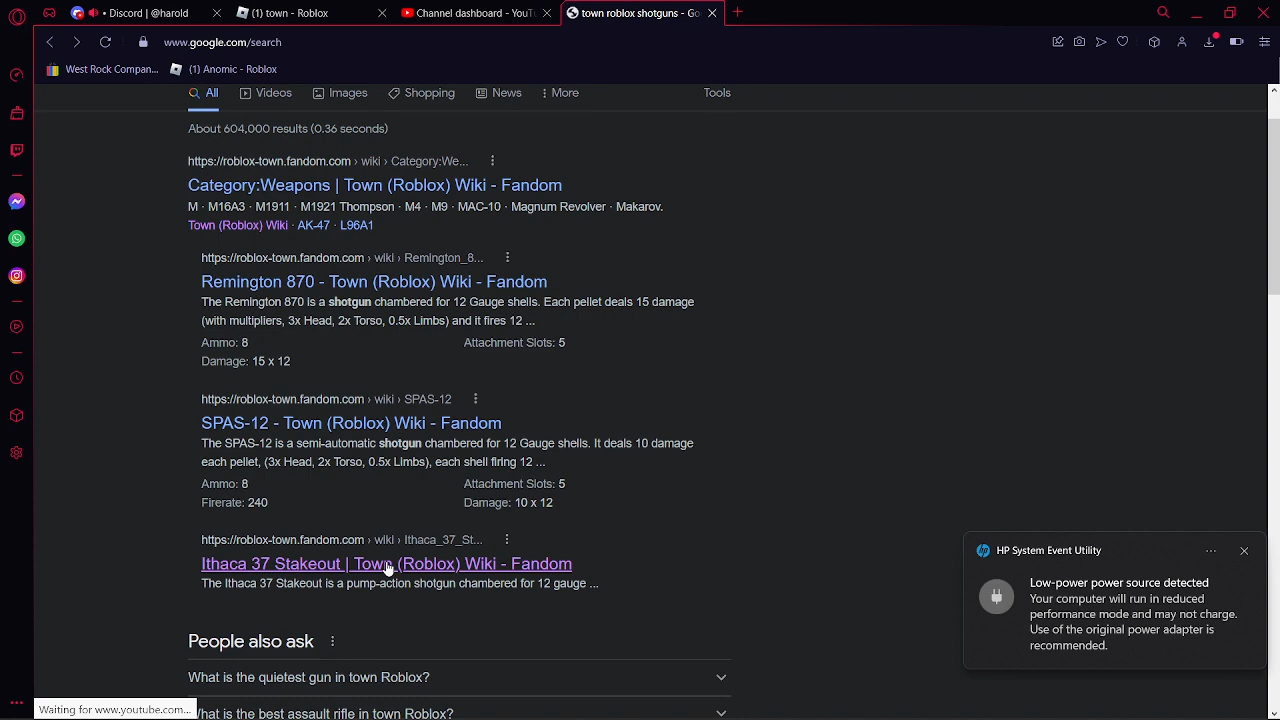 • Discord | @harold
(1) town - Roblox
Channel dashboard - YouTu
town roblox shotguns - Go
www.google.com/search
West Rock Compan...
(1) Anomic - Roblox
All
Videos
Images
Shopping
News
More
Tools
About 604,000 results (0.36 seconds)
https://roblox-town.fandom.com › wiki › Category:We...
Category:Weapons | Town (Roblox) Wiki - Fandom
M · M16A3 · M1911 · M1921 Thompson · M4 · M9 · MAC-10 · Magnum Revolver · Makarov.
Town (Roblox) Wiki · AK-47 · L96A1
https://roblox-town.fandom.com › wiki › Remington_8...
Remington 870 - Town (Roblox) Wiki - Fandom
The Remington 870 is a shotgun chambered for 12 Gauge shells. Each pellet deals 15 damage
(with multipliers, 3x Head, 2x Torso, 0.5x Limbs) and it fires 12 ...
Ammo: 8
Attachment Slots: 5
Damage: 15 x 12
https://roblox-town.fandom.com › wiki › SPAS-12
SPAS-12 - Town (Roblox) Wiki - Fandom
The SPAS-12 is a semi-automatic shotgun chambered for 12 Gauge shells. It deals 10 damage
each pellet, (3x Head, 2x Torso, 0.5x Limbs), each shell firing 12 ...
Ammo: 8
Attachment Slots: 5
Firerate: 240
Damage: 10 x 12
https://roblox-town.fandom.com › wiki › Ithaca_37_St...
Ithaca 37 Stakeout | Town (Roblox) Wiki - Fandom
The Ithaca 37 Stakeout is a pump-action shotgun chambered for 12 gauge ...
People also ask
What is the quietest gun in town Roblox?
What is the best assault rifle in town Roblox?
HP System Event Utility
Low-power power source detected
Your computer will run in reduced
performance mode and may not charge.
Use of the original power adapter is
recommended.
Waiting for www.youtube.com...